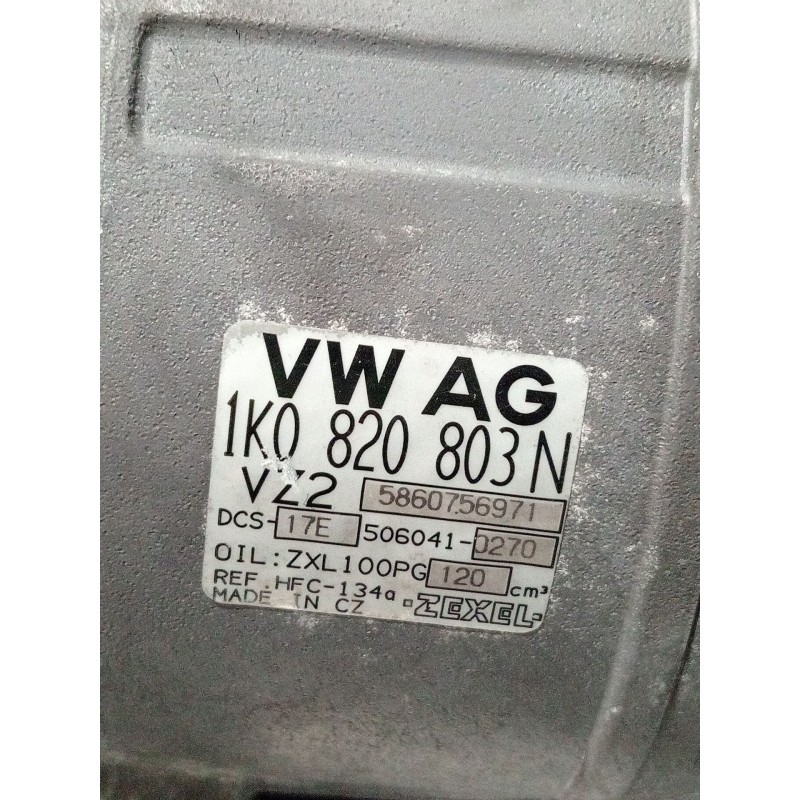 VW AG
1K0 820 803 N
VZ2 5860756971
DCS-17E 506041-0270
OIL:ZXL100PG 120 cm³
REF.HFC-134a
MADE IN CZ -ZEXEL-